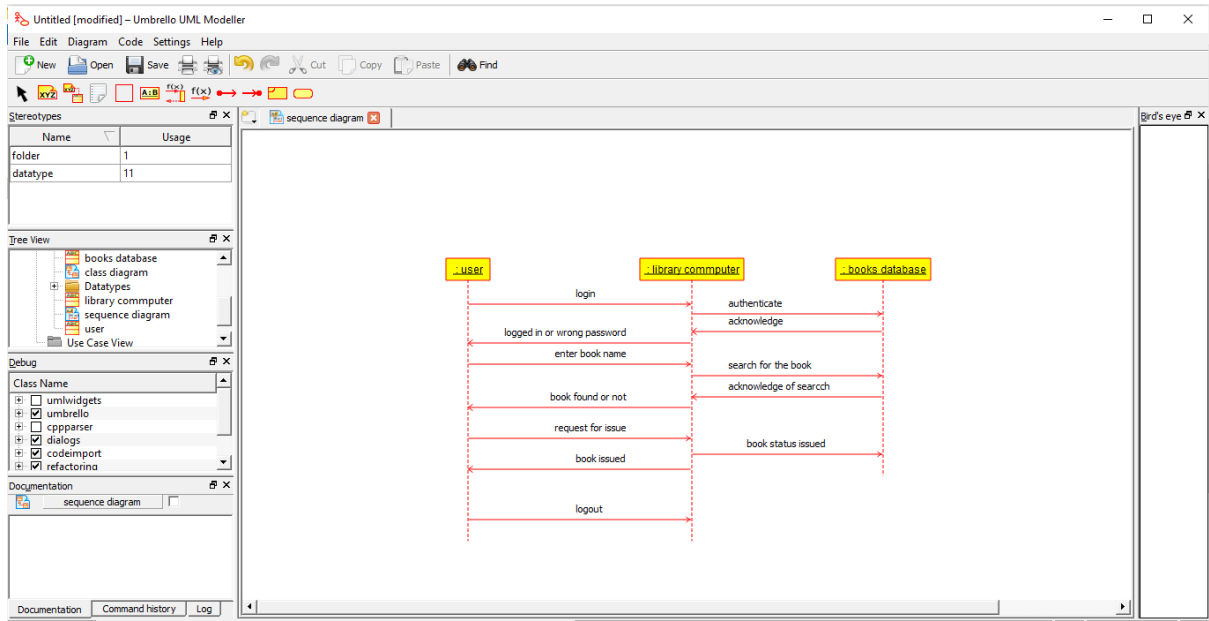 Untitled [modified] – Umbrello UML Modeller
File Edit Diagram Code Settings Help
New Open Save Cut Copy Paste Find
XYZ A:B f(x) f(x)
Stereotypes
sequence diagram
Bird's eye
Name Usage
folder 1
datatype 11
Tree View
books database
class diagram
Datatypes
library commputer
sequence diagram
user
Use Case View
Debug
Class Name
umlwidgets
umbrello
cppparser
dialogs
codeimport
refactoring
Documentation
sequence diagram
Documentation Command history Log
: user : library commputer : books database
login
authenticate
acknowledge
logged in or wrong password
enter book name
search for the book
acknowledge of searcch
book found or not
request for issue
book status issued
book issued
logout